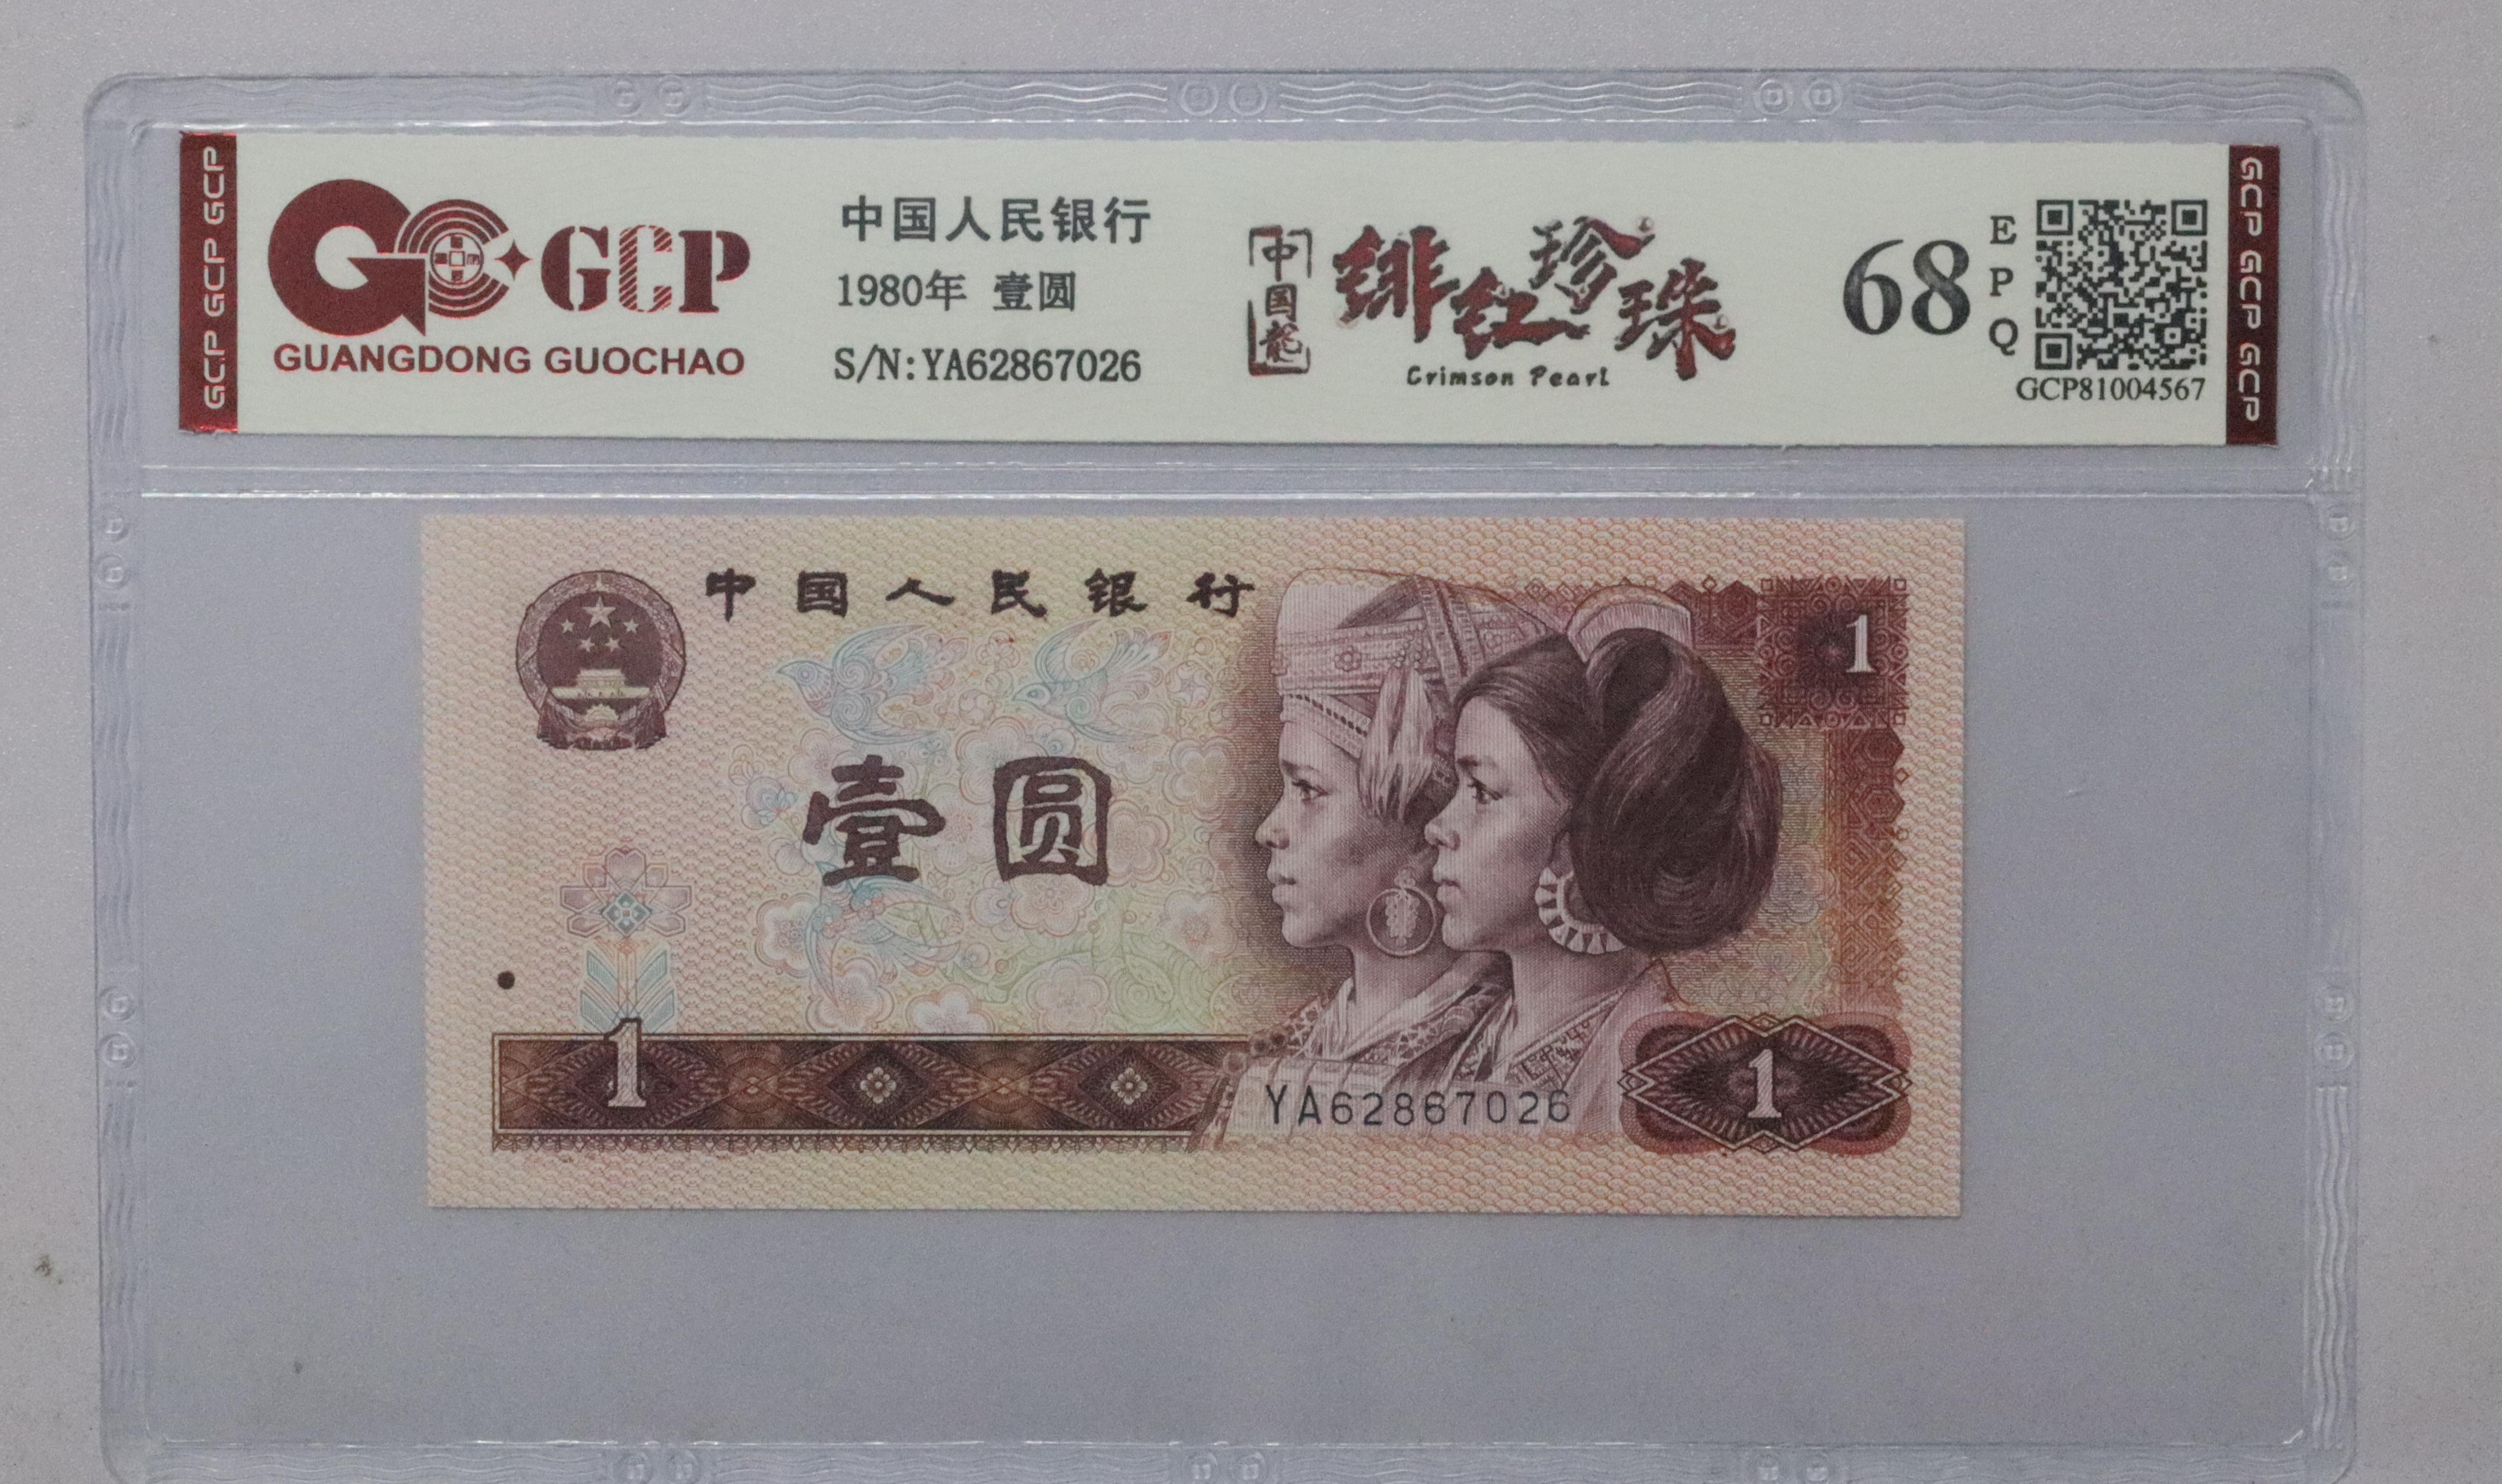 GCP GCP GCP
GCP
GUANGDONG GUOCHAO
中国人民银行
1980年 壹圆
S/N:YA62867026
中国龍
绯红珍珠
Crimson Pearl
68
EPQ
GCP81004567
GCP GCP GCP
中国人民银行
1
壹圆
1
YA62867026
1